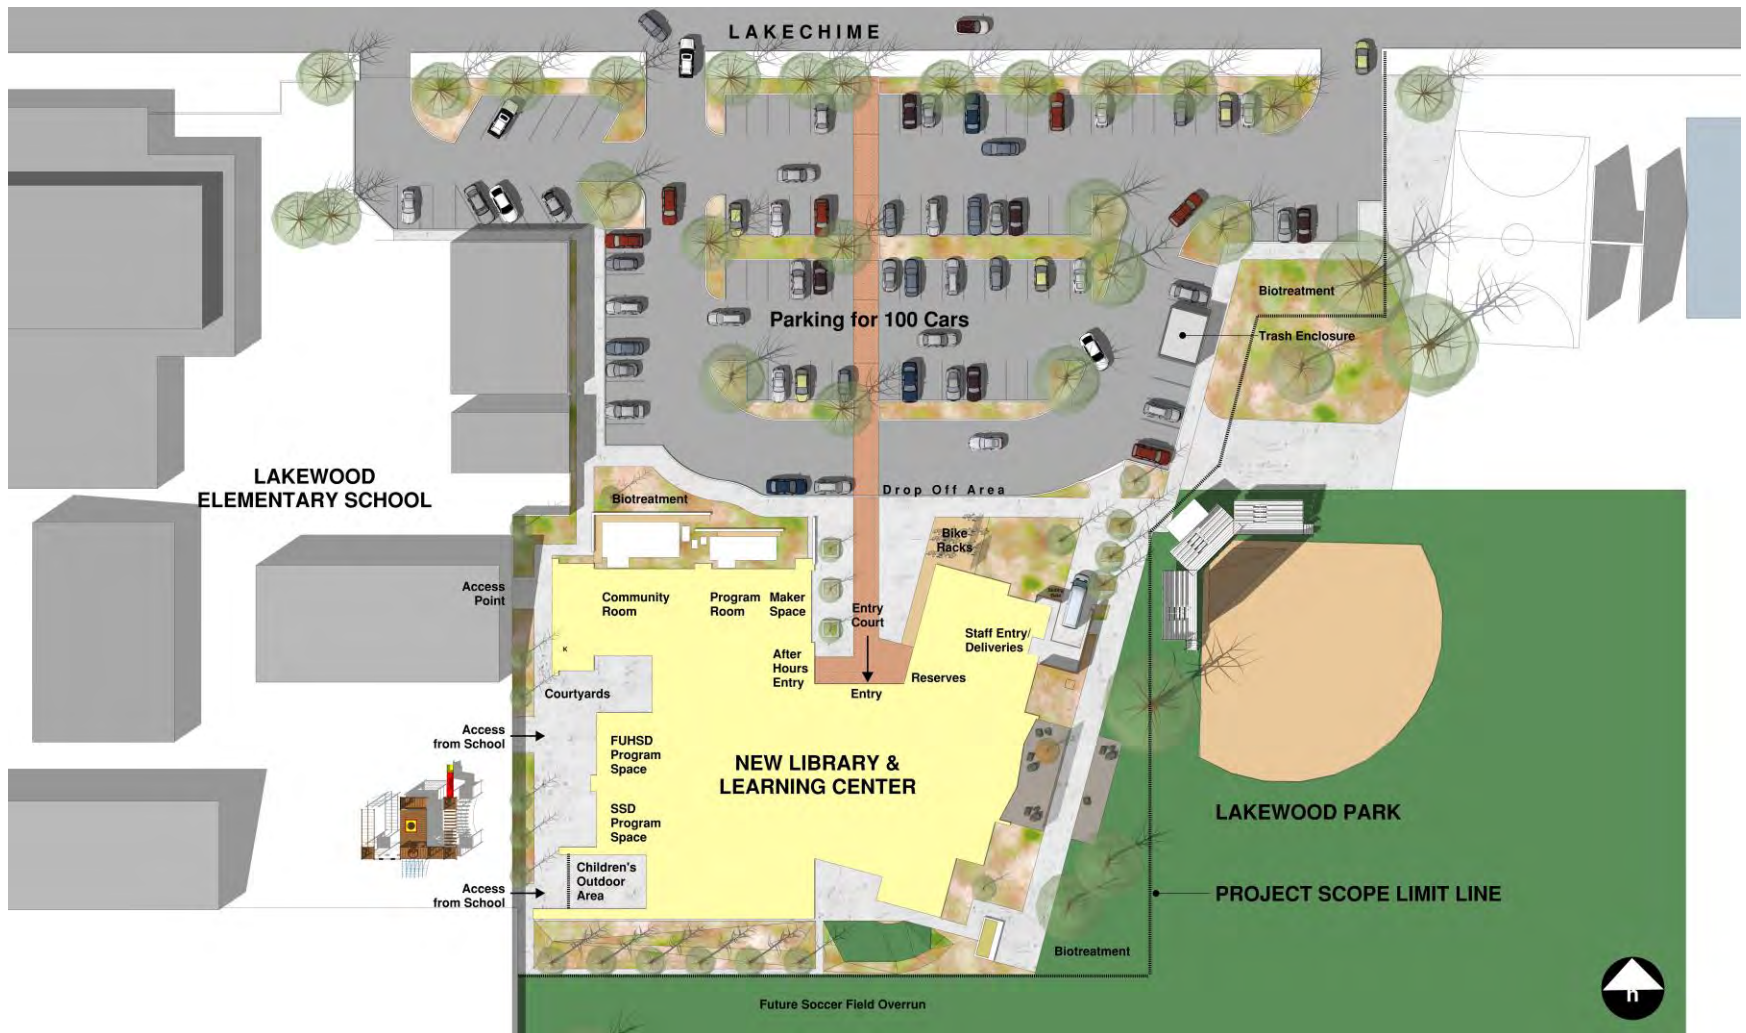 LAKECHIME
Biotreatment
Parking for 100 Cars
Trash Enclosure
LAKEWOOD
ELEMENTARY SCHOOL
Drop Off Area
Biotreatment
Bike
Racks
Access
Point
Community
Room
Program
Room
Maker
Space
Entry
Court
Staff Entry/
Deliveries
K
After
Hours
Entry
Reserves
Entry
Courtyards
Access
from School
FUHSD
Program
Space
NEW LIBRARY &
LEARNING CENTER
SSD
Program
Space
LAKEWOOD PARK
Children's
Outdoor
Area
Access
from School
PROJECT SCOPE LIMIT LINE
Biotreatment
Future Soccer Field Overrun
n